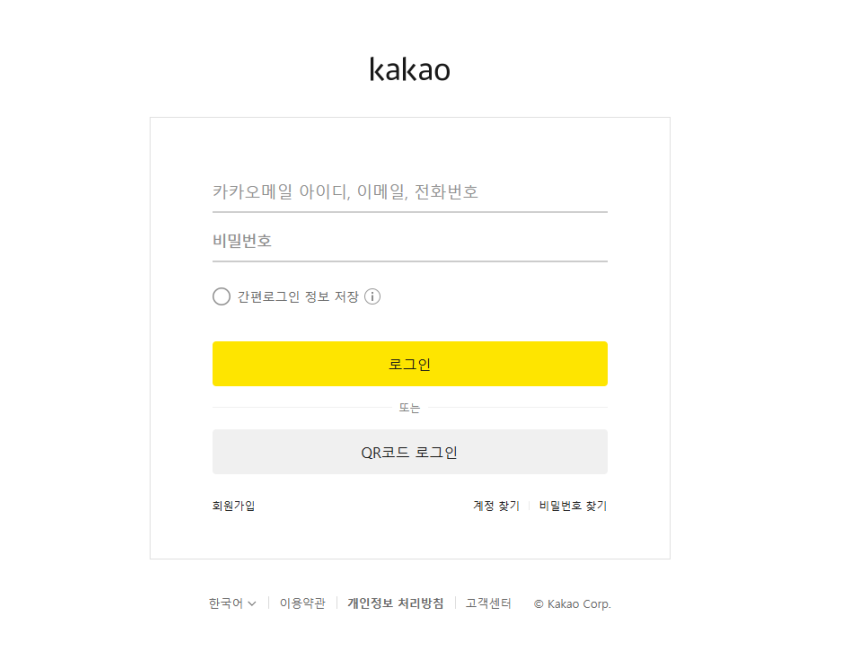 kakao
카카오메일 아이디, 이메일, 전화번호
비밀번호
간편로그인 정보 저장
로그인
또는
QR코드 로그인
회원가입 계정 찾기 비밀번호 찾기
한국어 이용약관 개인정보 처리방침 고객센터 © Kakao Corp.